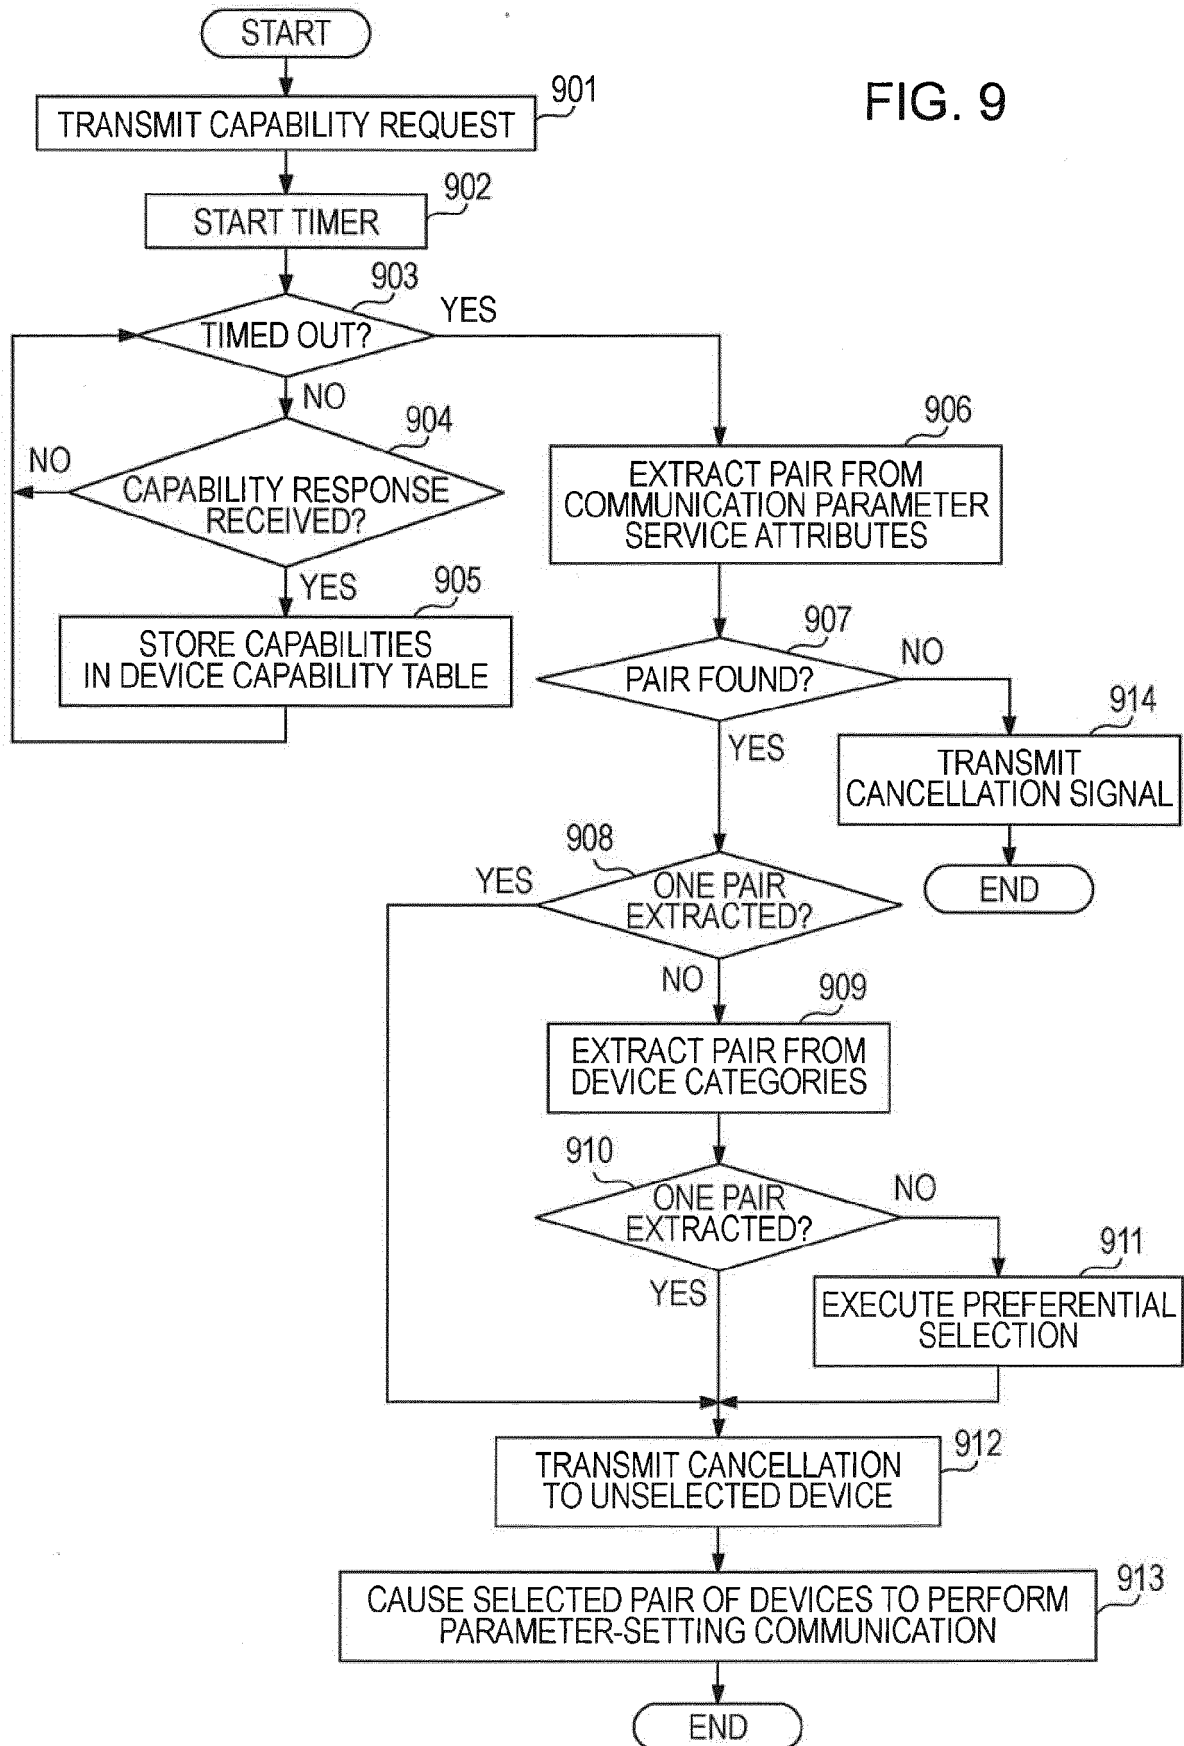 START
FIG. 9
901
TRANSMIT CAPABILITY REQUEST
902
START TIMER
903
TIMED OUT?
YES
NO
904
CAPABILITY RESPONSE
RECEIVED?
NO
YES
905
STORE CAPABILITIES
IN DEVICE CAPABILITY TABLE
906
EXTRACT PAIR FROM
COMMUNICATION PARAMETER
SERVICE ATTRIBUTES
907
PAIR FOUND?
NO
YES
914
TRANSMIT
CANCELLATION SIGNAL
END
908
ONE PAIR
EXTRACTED?
YES
NO
909
EXTRACT PAIR FROM
DEVICE CATEGORIES
910
ONE PAIR
EXTRACTED?
NO
YES
911
EXECUTE PREFERENTIAL
SELECTION
912
TRANSMIT CANCELLATION
TO UNSELECTED DEVICE
913
CAUSE SELECTED PAIR OF DEVICES TO PERFORM
PARAMETER-SETTING COMMUNICATION
END